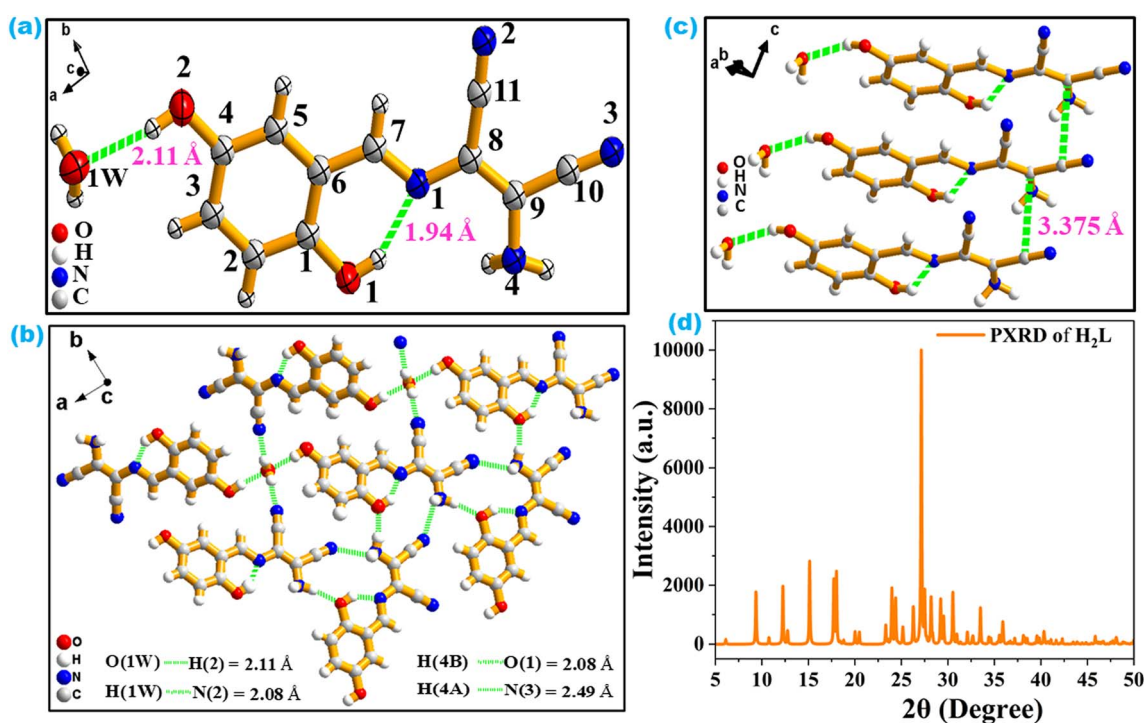 (a)
b
c
a
2
2
11
3
4
5
7
8
10
2.11 Å
1W
3
6
1
9
1.94 Å
2
1
1
4
O
H
N
C
(b)
b
a
c
O
H
N
C
O(1W) H(2) = 2.11 Å
H(1W) N(2) = 2.08 Å
H(4B) O(1) = 2.08 Å
H(4A) N(3) = 2.49 Å
(c)
c
b
a
O
H
N
C
3.375 Å
(d)
PXRD of H₂L
10000
8000
6000
4000
2000
0
Intensity (a.u.)
5 10 15 20 25 30 35 40 45 50
2θ (Degree)